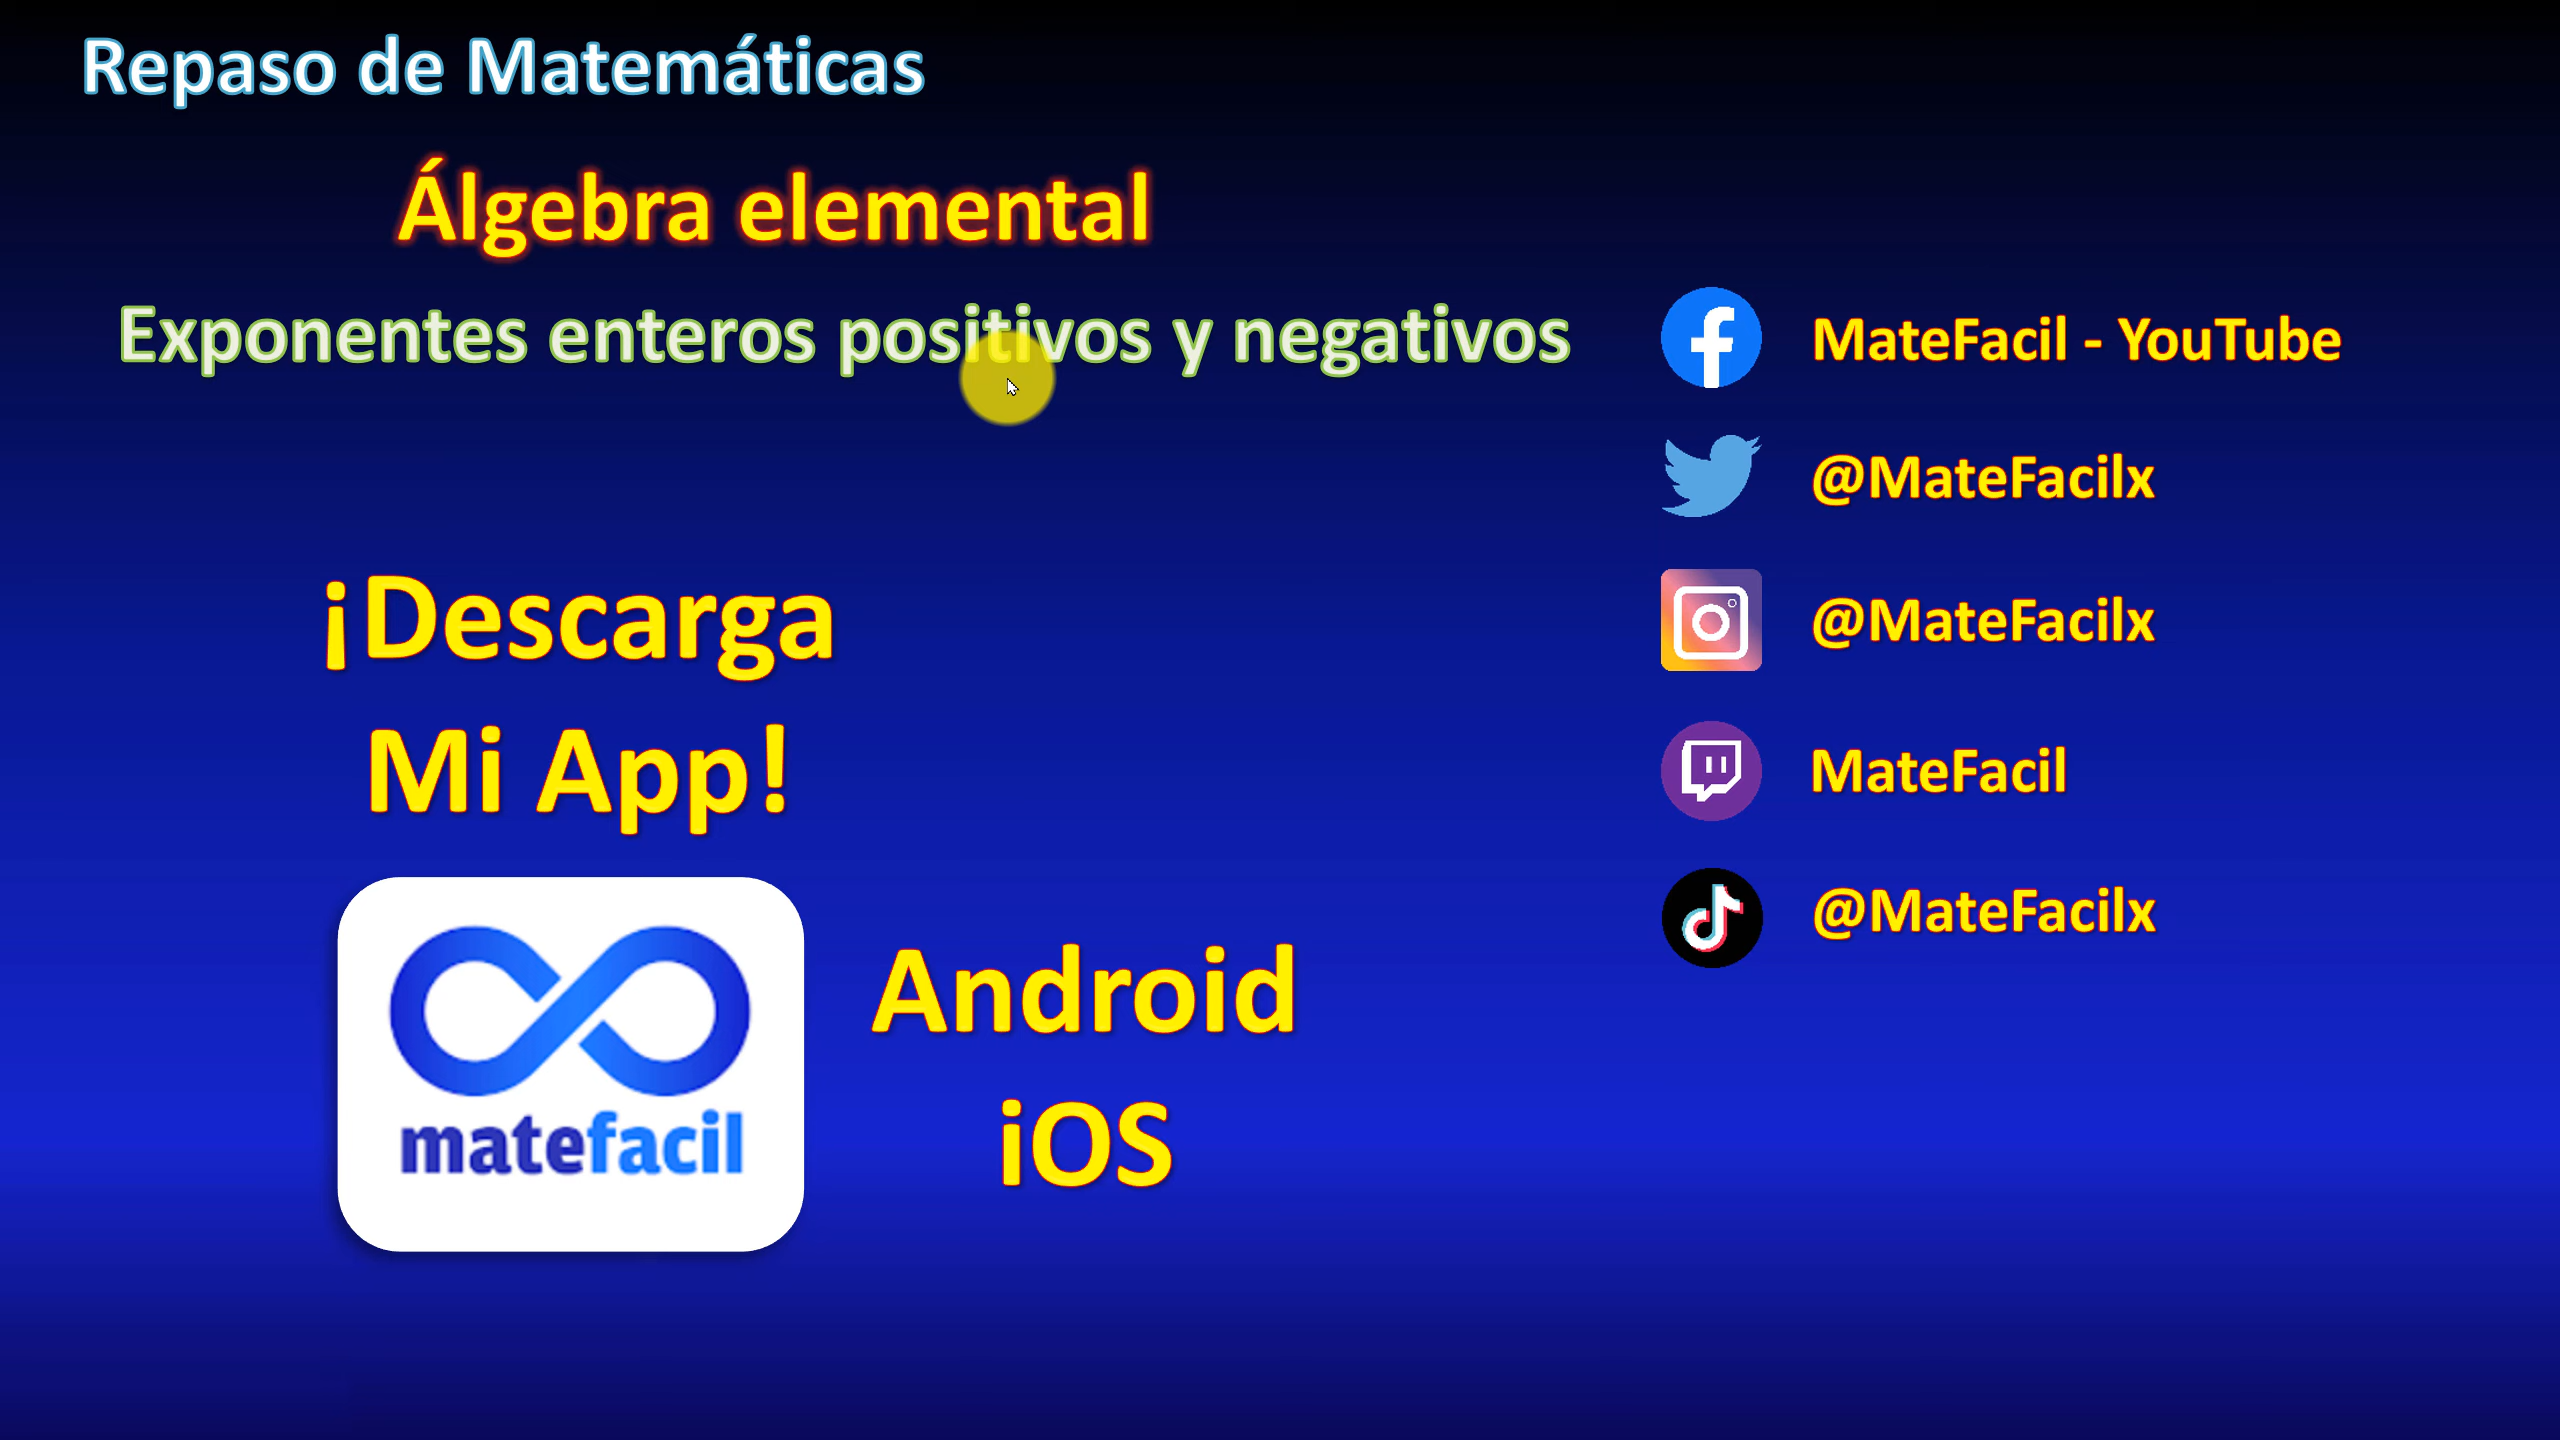 Repaso de Matemáticas
Álgebra elemental
Exponentes enteros positivos y negativos
¡Descarga
Mi App!
matefacil
Android
iOS
MateFacil - YouTube
@MateFacilx
@MateFacilx
MateFacil
@MateFacilx